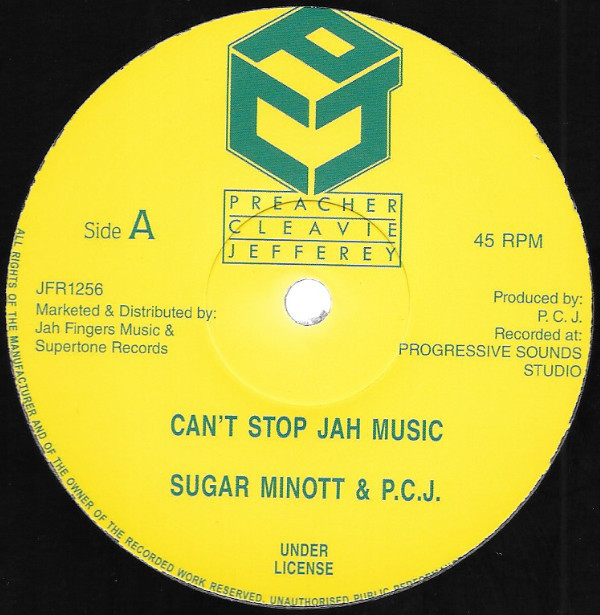 PCJ
PREACHER
CLEAVIE
JEFFEREY
Side A
45 RPM
JFR1256
Marketed & Distributed by:
Jah Fingers Music &
Supertone Records
Produced by:
P. C. J.
Recorded at:
PROGRESSIVE SOUNDS
STUDIO
CAN'T STOP JAH MUSIC
SUGAR MINOTT & P.C.J.
UNDER
LICENSE
ALL RIGHTS OF THE MANUFACTURER AND OF THE OWNER OF THE RECORDED WORK RESERVED. UNAUTHORISED PUBLIC